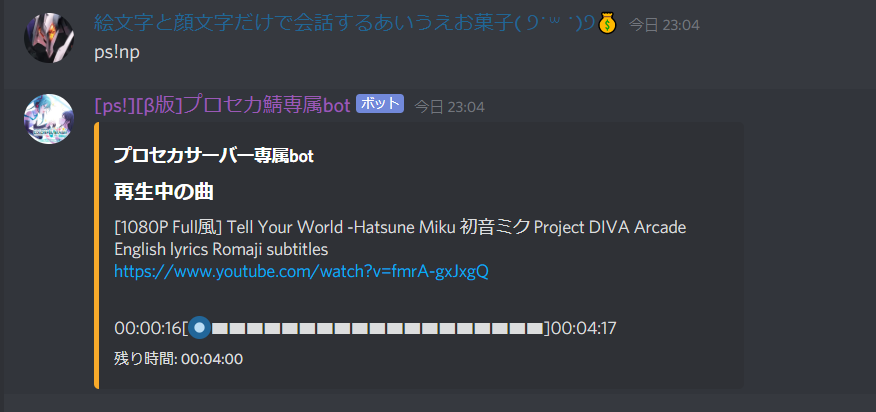 絵文字と顔文字だけで会話するあいうえお菓子( Ꙭ˙꒳˙)Ꙭ💰 今日 23:04
ps!np
[ps!][β版]プロセカ鯖専属bot ボット 今日 23:04
プロセカサーバー専属bot
再生中の曲
[1080P Full風] Tell Your World -Hatsune Miku 初音ミク Project DIVA Arcade
English lyrics Romaji subtitles
https://www.youtube.com/watch?v=fmrA-gxJxgQ
00:00:16[🔘■■■■■■■■■■■■■■■■■■■]00:04:17
残り時間: 00:04:00